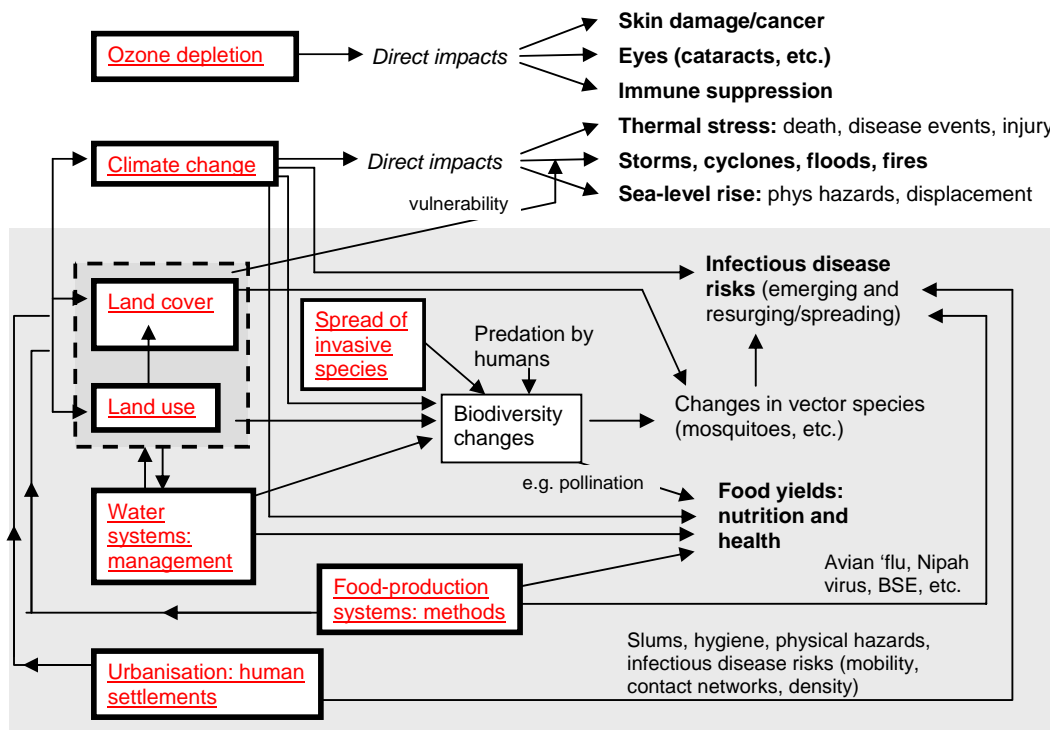 Ozone depletion
Direct impacts
Skin damage/cancer
Eyes (cataracts, etc.)
Immune suppression
Climate change
Direct impacts
Thermal stress: death, disease events, injury
Storms, cyclones, floods, fires
Sea-level rise: phys hazards, displacement
vulnerability
Land cover
Land use
Spread of
invasive
species
Predation by
humans
Infectious disease
risks (emerging and
resurging/spreading)
Biodiversity
changes
Changes in vector species
(mosquitoes, etc.)
e.g. pollination
Water
systems:
management
Food yields:
nutrition and
health
Food-production
systems: methods
Avian ‘flu, Nipah
virus, BSE, etc.
Urbanisation: human
settlements
Slums, hygiene, physical hazards,
infectious disease risks (mobility,
contact networks, density)